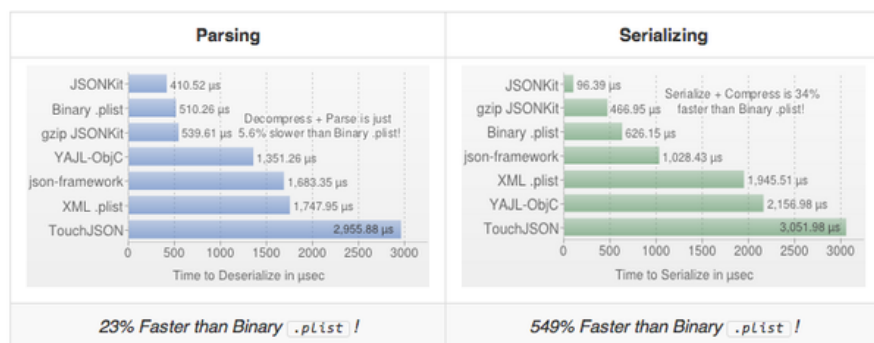 Parsing
Serializing
JSONKit 410.52 µs
Binary .plist 510.26 µs
gzip JSONKit 539.61 µs
YAJL-ObjC 1,351.26 µs
json-framework 1,683.35 µs
XML .plist 1,747.95 µs
TouchJSON 2,955.88 µs
Decompress + Parse is just
5.6% slower than Binary .plist!
0 500 1000 1500 2000 2500 3000
Time to Deserialize in µsec
JSONKit 96.39 µs
gzip JSONKit 466.95 µs
Binary .plist 626.15 µs
json-framework 1,028.43 µs
XML .plist 1,945.51 µs
YAJL-ObjC 2,156.98 µs
TouchJSON 3,051.98 µs
Serialize + Compress is 34%
faster than Binary .plist!
0 500 1000 1500 2000 2500 3000
Time to Serialize in µsec
23% Faster than Binary .plist !
549% Faster than Binary .plist !